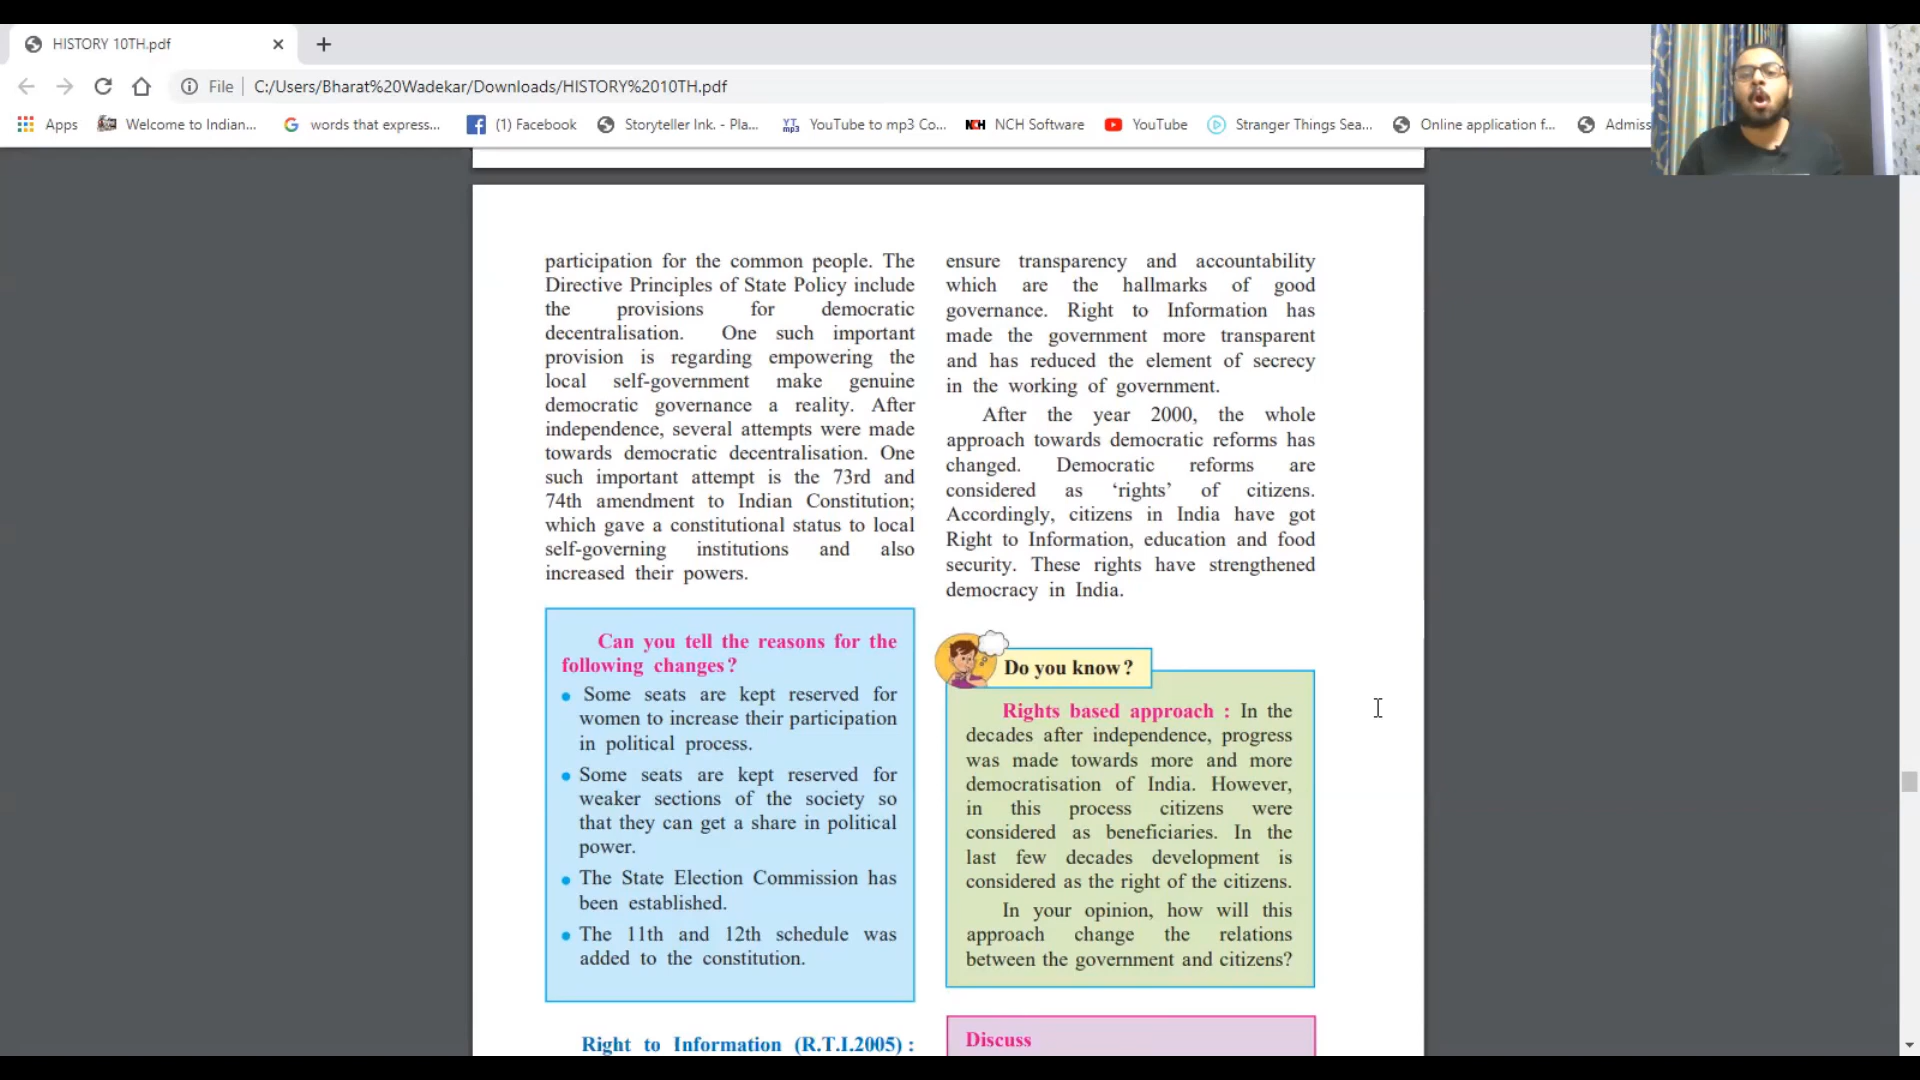 HISTORY 10TH.pdf
File
C:/Users/Bharat%20Wadekar/Downloads/HISTORY%2010TH.pdf
Apps
Welcome to Indian...
words that express...
(1) Facebook
Storyteller Ink. - Pla...
YouTube to mp3 Co...
NCH Software
YouTube
Stranger Things Sea...
Online application f...
Admiss
participation for the common people. The
Directive Principles of State Policy include
the provisions for democratic
decentralisation. One such important
provision is regarding empowering the
local self-government make genuine
democratic governance a reality. After
independence, several attempts were made
towards democratic decentralisation. One
such important attempt is the 73rd and
74th amendment to Indian Constitution;
which gave a constitutional status to local
self-governing institutions and also
increased their powers.
Can you tell the reasons for the
following changes?
• Some seats are kept reserved for
women to increase their participation
in political process.
• Some seats are kept reserved for
weaker sections of the society so
that they can get a share in political
power.
• The State Election Commission has
been established.
• The 11th and 12th schedule was
added to the constitution.
Right to Information (R.T.I.2005) :
ensure transparency and accountability
which are the hallmarks of good
governance. Right to Information has
made the government more transparent
and has reduced the element of secrecy
in the working of government.
After the year 2000, the whole
approach towards democratic reforms has
changed. Democratic reforms are
considered as ‘rights’ of citizens.
Accordingly, citizens in India have got
Right to Information, education and food
security. These rights have strengthened
democracy in India.
Do you know?
Rights based approach : In the
decades after independence, progress
was made towards more and more
democratisation of India. However,
in this process citizens were
considered as beneficiaries. In the
last few decades development is
considered as the right of the citizens.
In your opinion, how will this
approach change the relations
between the government and citizens?
Discuss